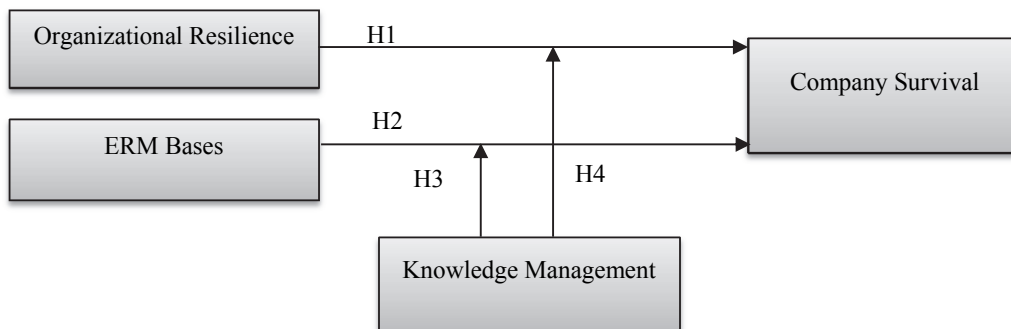 Organizational Resilience
H1
Company Survival
H2
ERM Bases
H3
H4
Knowledge Management